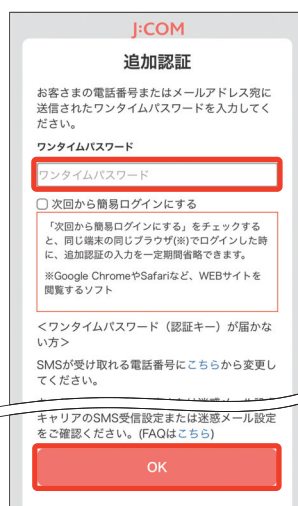 J:COM
追加認証
お客さまの電話番号またはメールアドレス宛に
送信されたワンタイムパスワードを入力してく
ださい。
ワンタイムパスワード
ワンタイムパスワード
次回から簡易ログインにする
「次回から簡易ログインにする」をチェックする
と、同じ端末の同じブラウザ(※)でログインした時
に、追加認証の入力を一定期間省略できます。
※Google ChromeやSafariなど、WEBサイトを
閲覧するソフト
＜ワンタイムパスワード（認証キー）が届かな
い方＞
SMSが受け取れる電話番号にこちらから変更し
てください。
キャリアのSMS受信設定または迷惑メール設定
をご確認ください。(FAQはこちら)
OK